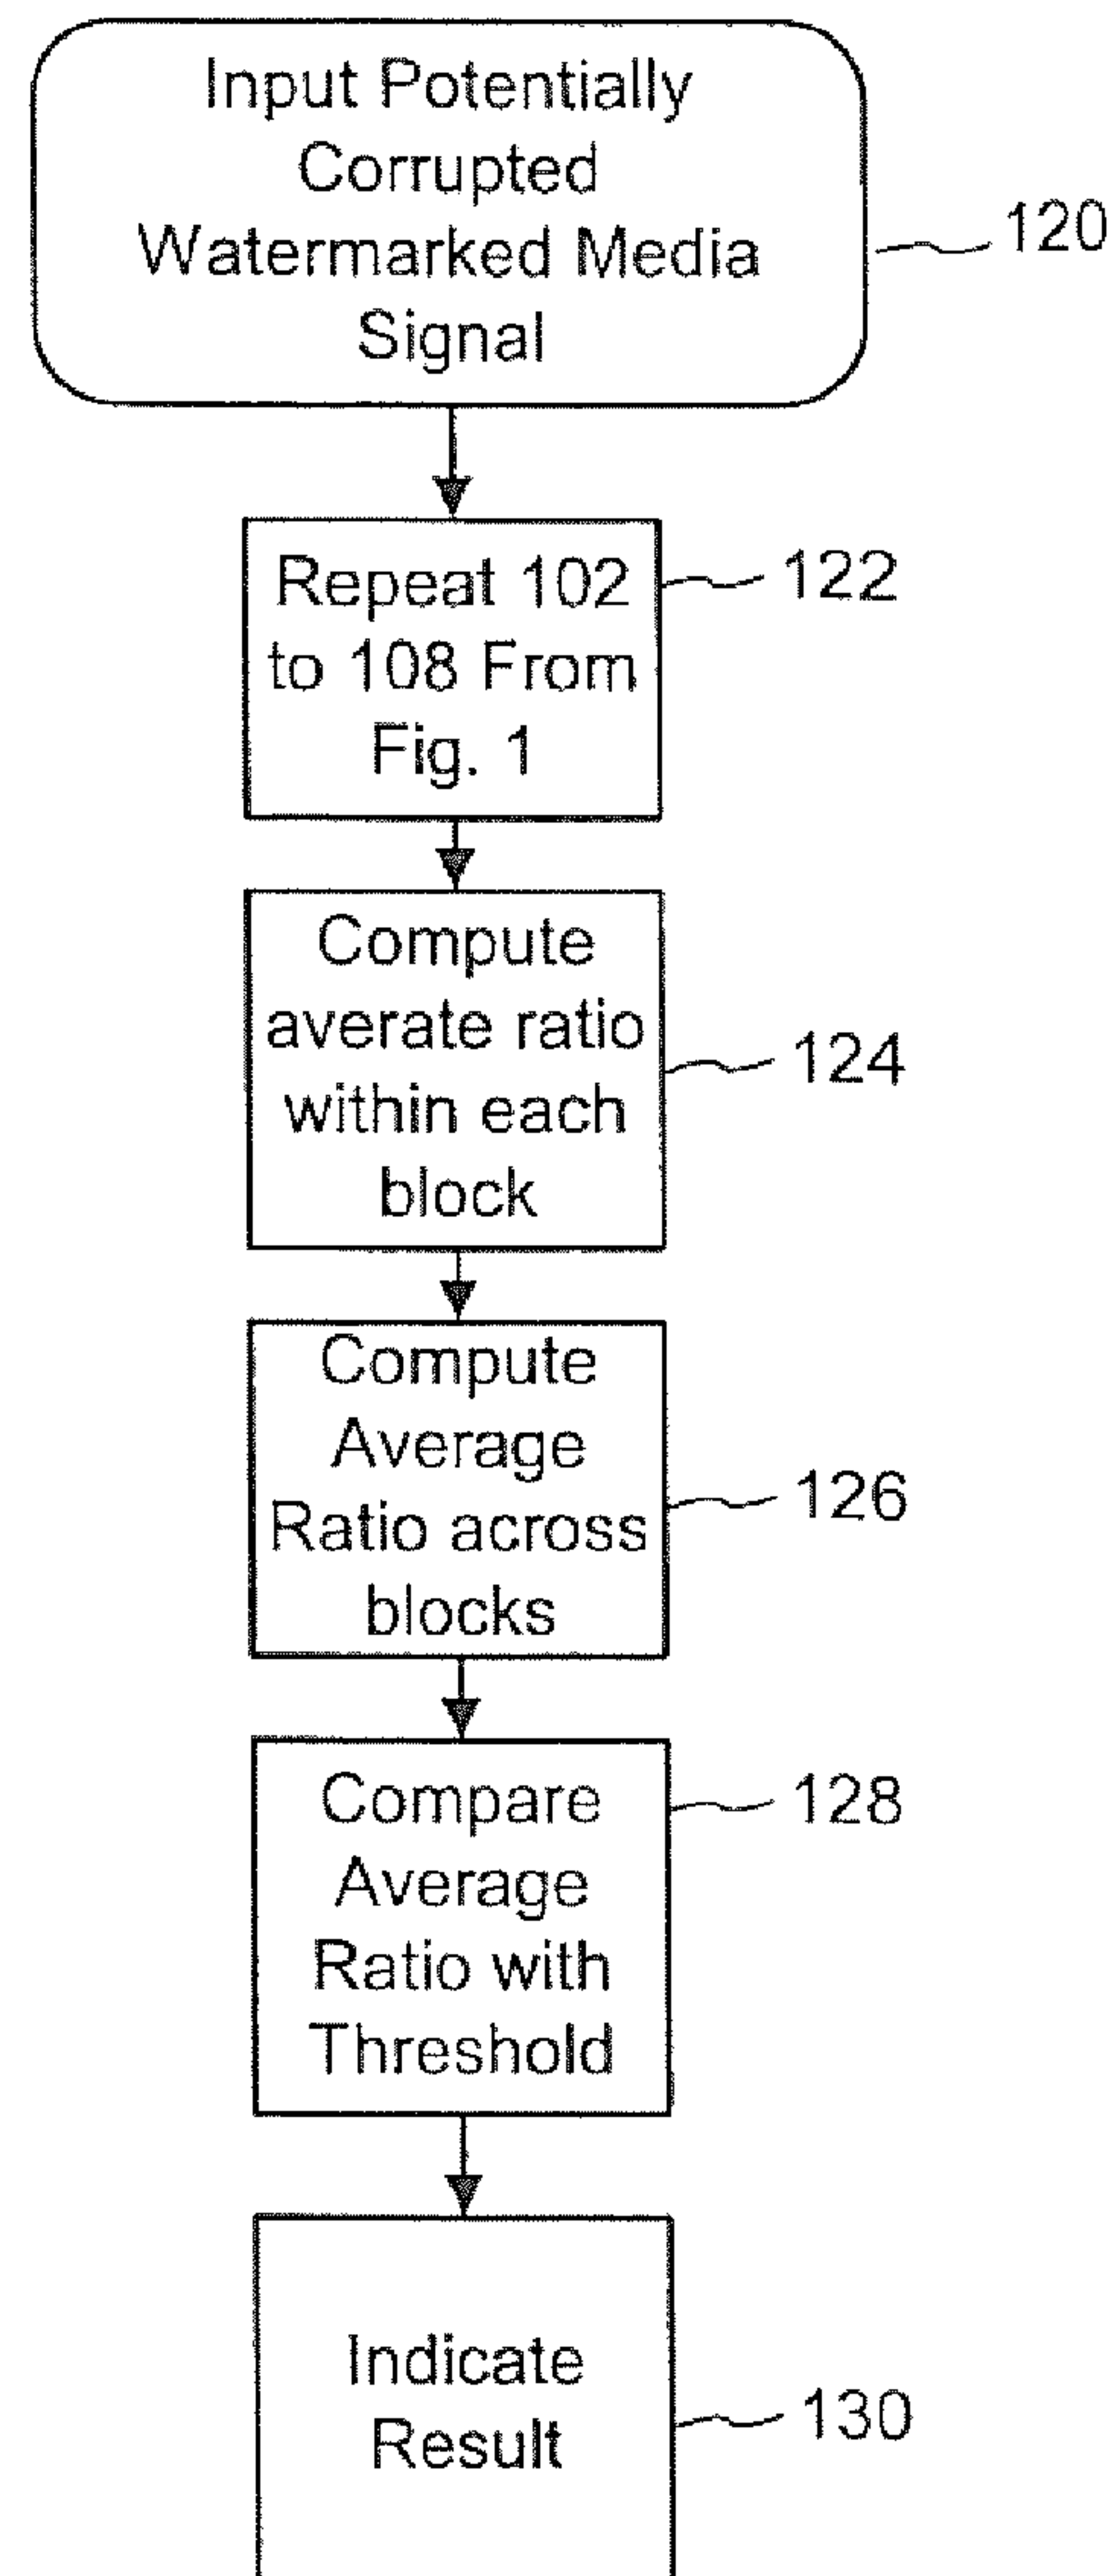 Input Potentially
Corrupted
Watermarked Media
Signal
120
Repeat 102
to 108 From
Fig. 1
122
Compute
averate ratio
within each
block
124
Compute
Average
Ratio across
blocks
126
Compare
Average
Ratio with
Threshold
128
Indicate
Result
130